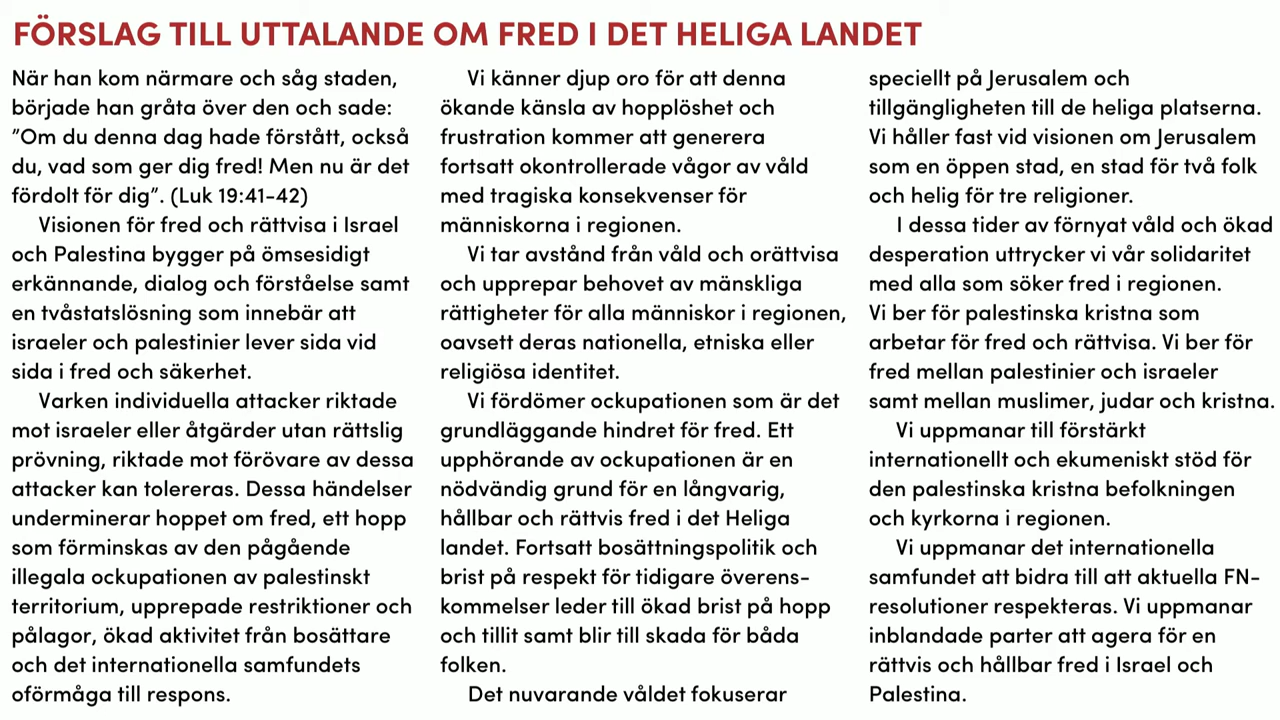 FÖRSLAG TILL UTTALANDE OM FRED I DET HELIGA LANDET
När han kom närmare och såg staden,
började han gråta över den och sade:
”Om du denna dag hade förstått, också
du, vad som ger dig fred! Men nu är det
fördolt för dig”. (Luk 19:41-42)
Visionen för fred och rättvisa i Israel
och Palestina bygger på ömsesidigt
erkännande, dialog och förståelse samt
en tvåstatslösning som innebär att
israeler och palestinier lever sida vid
sida i fred och säkerhet.
Varken individuella attacker riktade
mot israeler eller åtgärder utan rättslig
prövning, riktade mot förövare av dessa
attacker kan tolereras. Dessa händelser
underminerar hoppet om fred, ett hopp
som förminskas av den pågående
illegala ockupationen av palestinskt
territorium, upprepade restriktioner och
pålagor, ökad aktivitet från bosättare
och det internationella samfundets
oförmåga till respons.
Vi känner djup oro för att denna
ökande känsla av hopplöshet och
frustration kommer att generera
fortsatt okontrollerade vågor av våld
med tragiska konsekvenser för
människorna i regionen.
Vi tar avstånd från våld och orättvisa
och upprepar behovet av mänskliga
rättigheter för alla människor i regionen,
oavsett deras nationella, etniska eller
religiösa identitet.
Vi fördömer ockupationen som är det
grundläggande hindret för fred. Ett
upphörande av ockupationen är en
nödvändig grund för en långvarig,
hållbar och rättvis fred i det Heliga
landet. Fortsatt bosättningspolitik och
brist på respekt för tidigare överens-
kommelser leder till ökad brist på hopp
och tillit samt blir till skada för båda
folken.
Det nuvarande våldet fokuserar
speciellt på Jerusalem och
tillgängligheten till de heliga platserna.
Vi håller fast vid visionen om Jerusalem
som en öppen stad, en stad för två folk
och helig för tre religioner.
I dessa tider av förnyat våld och ökad
desperation uttrycker vi vår solidaritet
med alla som söker fred i regionen.
Vi ber för palestinska kristna som
arbetar för fred och rättvisa. Vi ber för
fred mellan palestinier och israeler
samt mellan muslimer, judar och kristna.
Vi uppmanar till förstärkt
internationellt och ekumeniskt stöd för
den palestinska kristna befolkningen
och kyrkorna i regionen.
Vi uppmanar det internationella
samfundet att bidra till att aktuella FN-
resolutioner respekteras. Vi uppmanar
inblandade parter att agera för en
rättvis och hållbar fred i Israel och
Palestina.